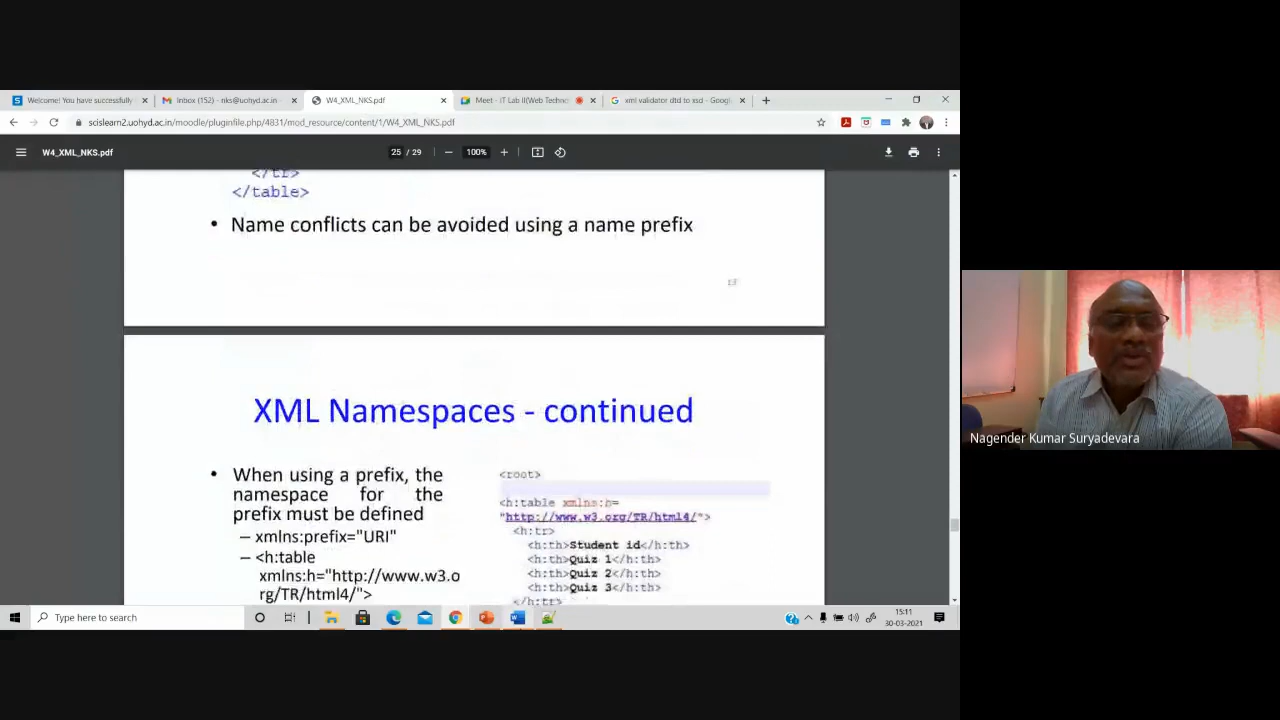 Welcome! You have successfully
Inbox (152) - nks@uohyd.ac.in -
W4_XML_NKS.pdf
Meet - IT Lab II(Web Techno
xml validator dtd to xsd - Googl
scislearn2.uohyd.ac.in/moodle/pluginfile.php/4831/mod_resource/content/1/W4_XML_NKS.pdf
W4_XML_NKS.pdf
25 / 29
100%
</tr>
</table>
• Name conflicts can be avoided using a name prefix
XML Namespaces - continued
• When using a prefix, the
namespace for the
prefix must be defined
– xmlns:prefix="URI"
– <h:table
xmlns:h="http://www.w3.o
rg/TR/html4/">
<root>
<h:table xmlns:h=
"http://www.w3.org/TR/html4/">
<h:tr>
<h:th>Student id</h:th>
<h:th>Quiz 1</h:th>
<h:th>Quiz 2</h:th>
<h:th>Quiz 3</h:th>
</h:tr>
Nagender Kumar Suryadevara
Type here to search
15:11
30-03-2021